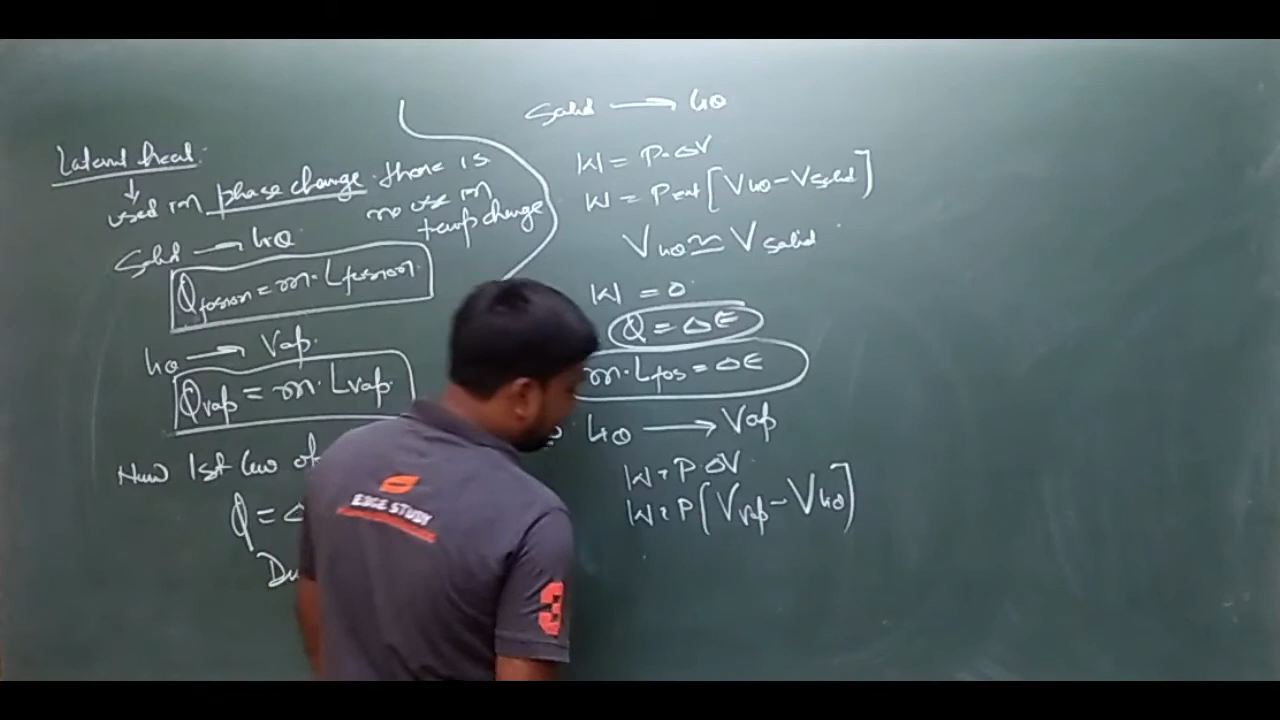 Latent heat.
↓
used in phase change. there is
no use in
temp change
Solid → liq
Qfusion = m. Lfusion.
liq → Vap.
Qvap = m. Lvap.
Now 1st law of
Q = Δ
Du
Solid → liq
W = P.ΔV
W = Pext [Vliq - Vsolid]
Vliq ≃ Vsolid
W = 0
Q = ΔE
m. Lfus = ΔE
liq → Vap
W = P ΔV
W = P [Vvap - Vliq]
EDGE STUDY
3